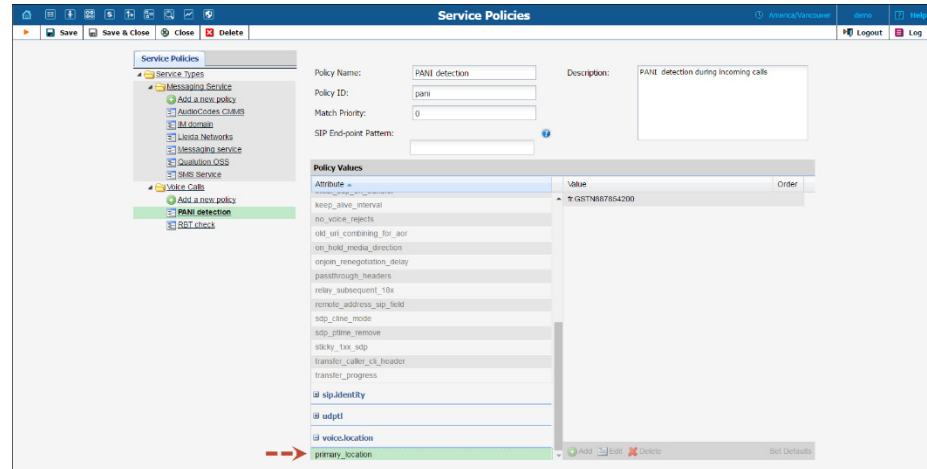 Service Policies
America/Vancouver
demo
Help
Save
Save & Close
Close
Delete
Logout
Log
Service Policies
Service Types
Messaging Service
Add a new policy
AudioCodes CMMS
IM domain
Lleida Networks
Messaging service
Qualution OSS
SMS Service
Voice Calls
Add a new policy
PANI detection
RBT check
Policy Name:
PANI detection
Description:
PANI detection during incoming calls
Policy ID:
pani
Match Priority:
0
SIP End-point Pattern:
Policy Values
Attribute
Value
Order
keep_alive_interval
fr.GSTN887854200
no_voice_rejects
old_uri_combining_for_aor
on_hold_media_direction
onjoin_renegotiation_delay
passthrough_headers
relay_subsequent_18x
remote_address_sip_field
sdp_cline_mode
sdp_ptime_remove
sticky_1xx_sdp
transfer_caller_cli_header
transfer_progress
sip.identity
udptl
voice.location
primary_location
Add
Edit
Delete
Set Defaults